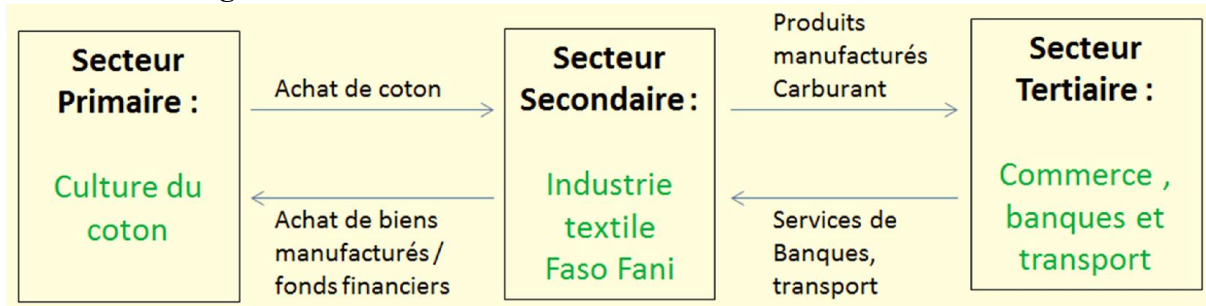 Secteur
Primaire :
Culture du
coton
Achat de coton
Achat de biens
manufacturés /
fonds financiers
Secteur
Secondaire :
Industrie
textile
Faso Fani
Produits
manufacturés
Carburant
Services de
Banques,
transport
Secteur
Tertiaire :
Commerce ,
banques et
transport